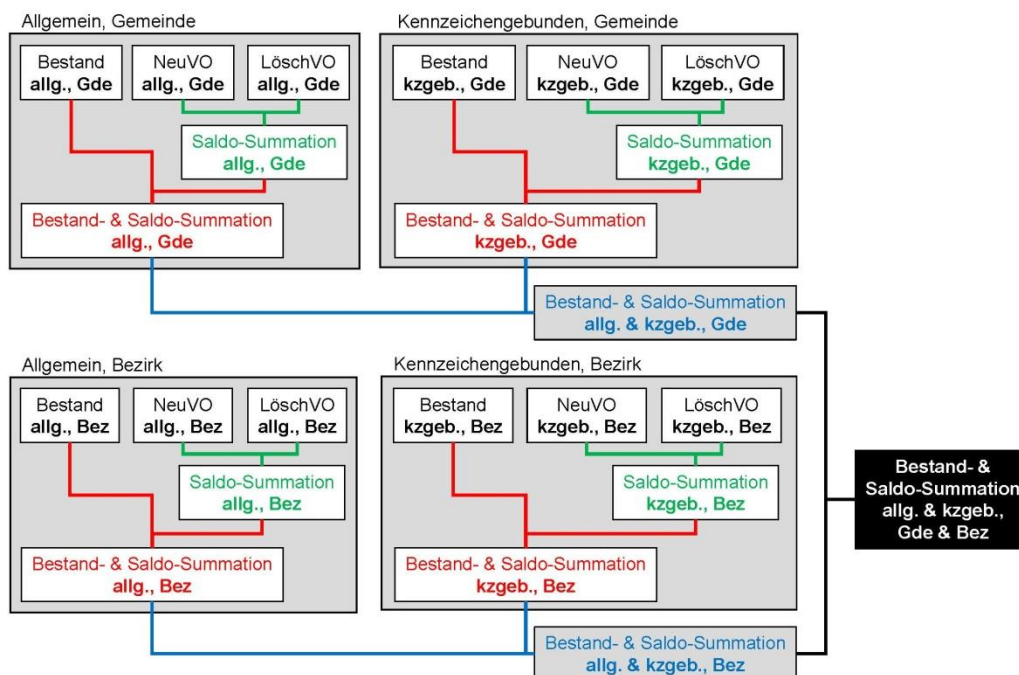 Allgemein, Gemeinde
Bestand
allg., Gde
NeuVO
allg., Gde
LöschVO
allg., Gde
Saldo-Summation
allg., Gde
Bestand- & Saldo-Summation
allg., Gde
Kennzeichengebunden, Gemeinde
Bestand
kzgeb., Gde
NeuVO
kzgeb., Gde
LöschVO
kzgeb., Gde
Saldo-Summation
kzgeb., Gde
Bestand- & Saldo-Summation
kzgeb., Gde
Bestand- & Saldo-Summation
allg. & kzgeb., Gde
Allgemein, Bezirk
Bestand
allg., Bez
NeuVO
allg., Bez
LöschVO
allg., Bez
Saldo-Summation
allg., Bez
Bestand- & Saldo-Summation
allg., Bez
Kennzeichengebunden, Bezirk
Bestand
kzgeb., Bez
NeuVO
kzgeb., Bez
LöschVO
kzgeb., Bez
Saldo-Summation
kzgeb., Bez
Bestand- & Saldo-Summation
kzgeb., Bez
Bestand- & Saldo-Summation
allg. & kzgeb., Bez
Bestand- &
Saldo-Summation
allg. & kzgeb.,
Gde & Bez